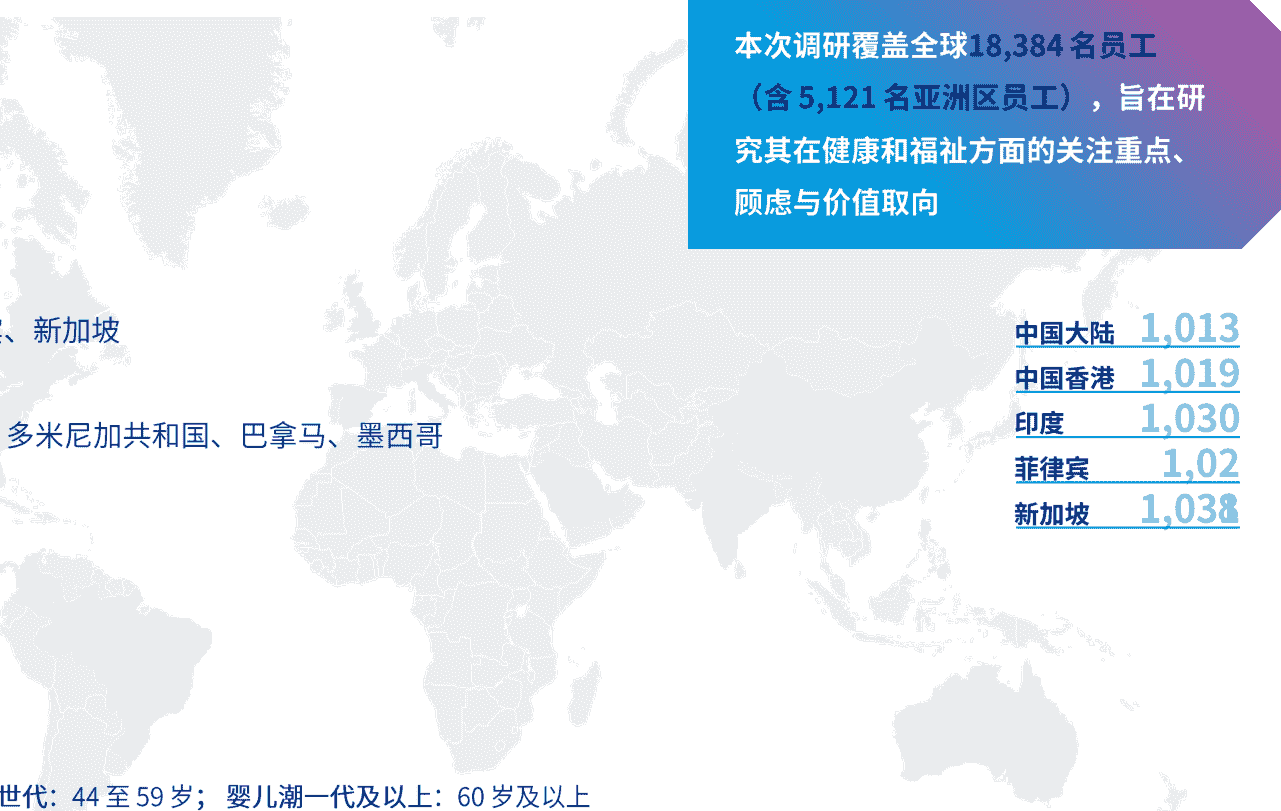 本次调研覆盖全球18,384 名员工
（含 5,121 名亚洲区员工），旨在研
究其在健康和福祉方面的关注重点、
顾虑与价值取向
、新加坡
多米尼加共和国、巴拿马、墨西哥
中国大陆 1,013
中国香港 1,019
印度 1,030
菲律宾 1,02
新加坡 1,038
世代：44 至 59 岁； 婴儿潮一代及以上：60 岁及以上